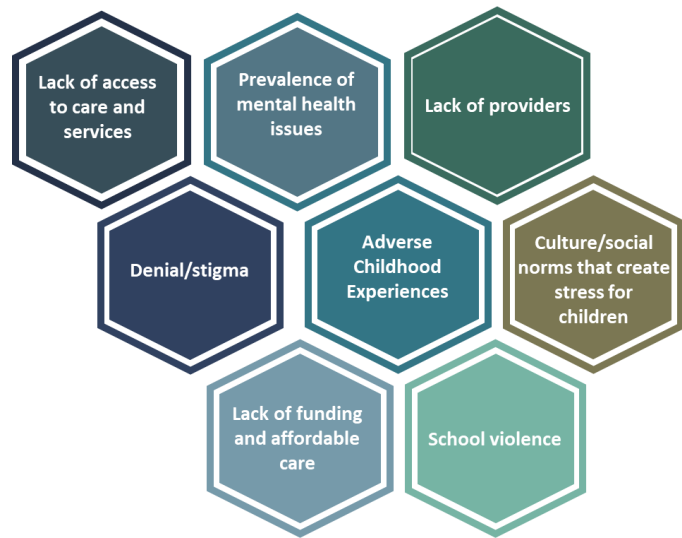 Lack of access
to care and
services
Prevalence of
mental health
issues
Lack of providers
Denial/stigma
Adverse
Childhood
Experiences
Culture/social
norms that create
stress for
children
Lack of funding
and affordable
care
School violence